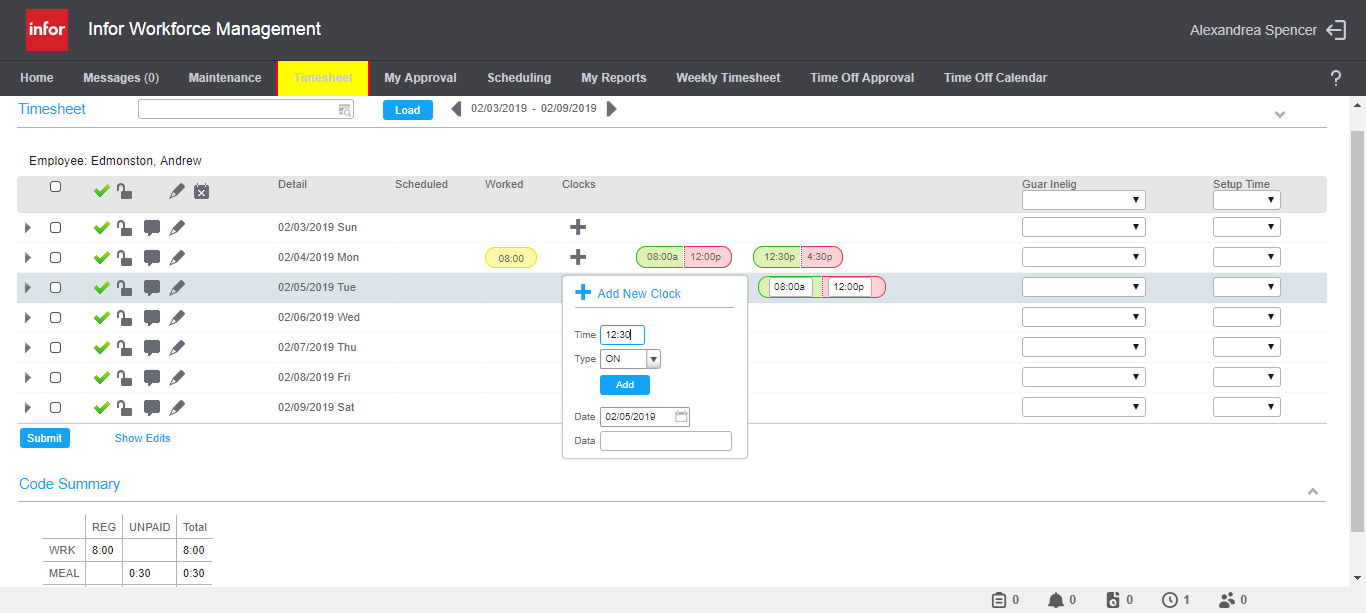 infor Infor Workforce Management Alexandrea Spencer
Home Messages (0) Maintenance Timesheet My Approval Scheduling My Reports Weekly Timesheet Time Off Approval Time Off Calendar ?
Timesheet Load 02/03/2019 - 02/09/2019
Employee: Edmonston, Andrew
Detail Scheduled Worked Clocks Guar Inelig Setup Time
02/03/2019 Sun
02/04/2019 Mon 08:00 08:00a 12:00p 12:30p 4:30p
02/05/2019 Tue 08:00a 12:00p
Add New Clock
02/06/2019 Wed
Time 12:30
02/07/2019 Thu
Type ON
02/08/2019 Fri
Add
02/09/2019 Sat
Date 02/05/2019
Submit Show Edits
Data
Code Summary
REG UNPAID Total
WRK 8:00 8:00
MEAL 0:30 0:30
0 0 0 1 0